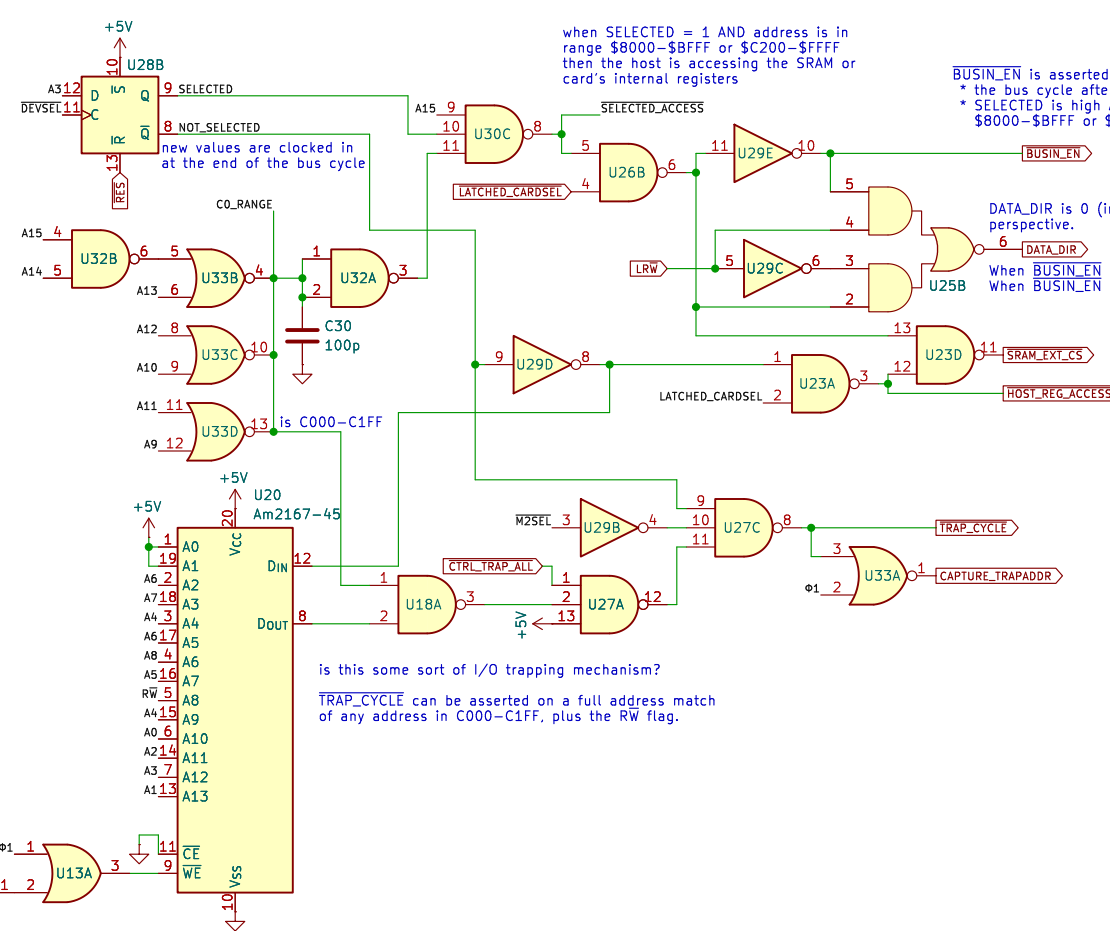 +5V
U28B
10
S
A3 12 D Q 9 SELECTED
DEVSEL 11 C Q 8 NOT_SELECTED
R
13
RES
new values are clocked in
at the end of the bus cycle
when SELECTED = 1 AND address is in
range $8000-$BFFF or $C200-$FFFF
then the host is accessing the SRAM or
card's internal registers
BUSIN_EN is asserted
* the bus cycle afte
* SELECTED is high
$8000-$BFFF or $
A15 9
10 U30C 8
11
SELECTED_ACCESS
5
U26B 6
LATCHED_CARDSEL 4
11 U29E 10
BUSIN_EN
5
4
DATA_DIR is 0 (i
perspective.
LRW 5 U29C 6 3
2
U25B
6 DATA_DIR
When BUSIN_EN
When BUSIN_EN
C0_RANGE
A15 4
U32B 6
A14 5
5
U33B 4
A13 6
1
U32A 3
2
C30
100p
A12 8
U33C 10
A10 9
A11 11
U33D 13
A9 12
is C000-C1FF
9 U29D 8
1
U23A 3
LATCHED_CARDSEL 2
13
U23D 11 SRAM_EXT_CS
12
HOST_REG_ACCESS
+5V
+5V
U20
Am2167-45
20
Vcc
1 A0
19 A1
A6 2 A2
A7 18 A3
A4 3 A4
A6 17 A5
A8 4 A6
A5 16 A7
RW 5 A8
A4 15 A9
A0 6 A10
A2 14 A11
A3 7 A12
A1 13 A13
11 CE
9 WE
Vss
10
DIN 12
DOUT 8
Φ1 1
U13A 3
1 2
1
U18A 3
2
CTRL_TRAP_ALL
1
2 U27A 12
13
+5V
M2SEL 3 U29B 4
9
10 U27C 8
11
TRAP_CYCLE
3
U33A 1 CAPTURE_TRAPADDR
Φ1 2
is this some sort of I/O trapping mechanism?
TRAP_CYCLE can be asserted on a full address match
of any address in C000-C1FF, plus the RW flag.